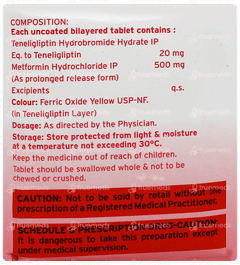 COMPOSITION:
Each uncoated bilayered tablet contains :
Teneligliptin Hydrobromide Hydrate IP
Eq. to Teneligliptin 20 mg
Metformin Hydrochloride IP 500 mg
(As prolonged release form)
Excipients q.s.
Colour: Ferric Oxide Yellow USP-NF.
(in Teneligliptin Layer)
Dosage: As directed by the Physician.
Storage: Store protected from light & moisture
at a temperature not exceeding 30°C.
Keep the medicine out of reach of children.
Tablet should be swallowed whole & not to be
chewed or crushed.
CAUTION: Not to be sold by retail without the
prescription of a Registered Medical Practitioner.
SCHEDULE G PRESCRIPTION DRUG-CAUTION
It is dangerous to take this preparation except
under medical supervision.